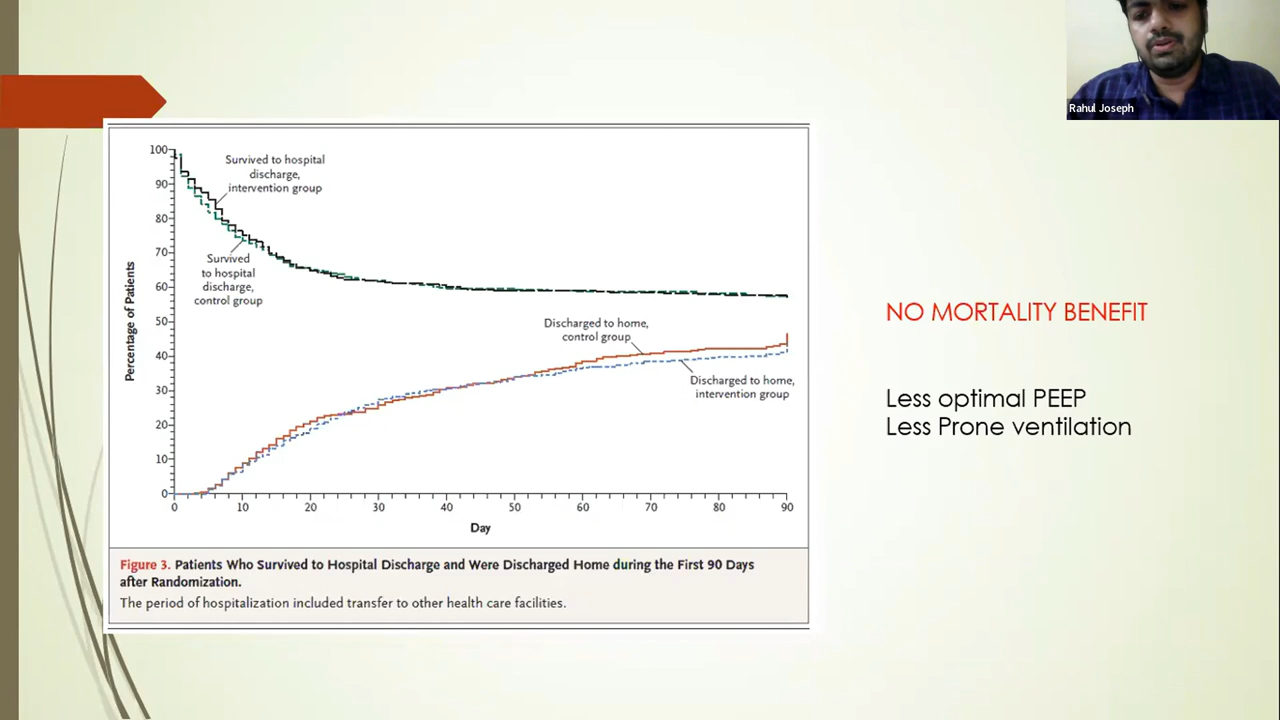 Rahul Joseph
100
90
80
70
60
50
40
30
20
10
0
Percentage of Patients
Survived to hospital
discharge,
intervention group
Survived
to hospital
discharge,
control group
Discharged to home,
control group
Discharged to home,
intervention group
0 10 20 30 40 50 60 70 80 90
Day
Figure 3. Patients Who Survived to Hospital Discharge and Were Discharged Home during the First 90 Days
after Randomization.
The period of hospitalization included transfer to other health care facilities.
NO MORTALITY BENEFIT
Less optimal PEEP
Less Prone ventilation